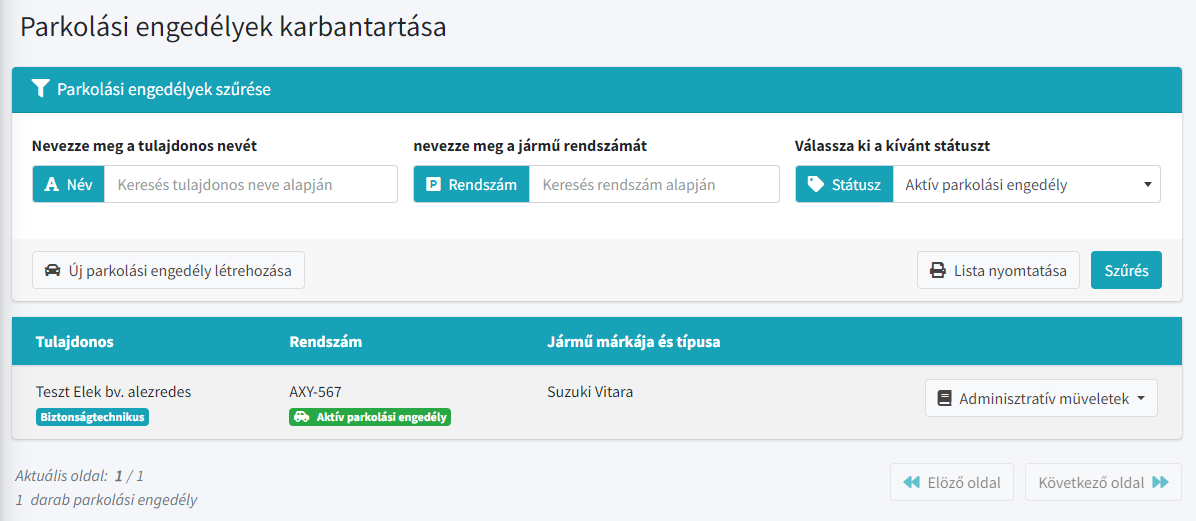 Parkolási engedélyek karbantartása
Parkolási engedélyek szűrése
Nevezze meg a tulajdonos nevét
nevezze meg a jármű rendszámát
Válassza ki a kívánt státuszt
Név
Keresés tulajdonos neve alapján
Rendszám
Keresés rendszám alapján
Státusz
Aktív parkolási engedély
Új parkolási engedély létrehozása
Lista nyomtatása
Szűrés
Tulajdonos
Rendszám
Jármű márkája és típusa
Teszt Elek bv. alezredes
AXY-567
Suzuki Vitara
Adminisztratív müveletek
Biztonságtechnikus
Aktív parkolási engedély
Aktuális oldal: 1 / 1
1 darab parkolási engedély
Elöző oldal
Következő oldal